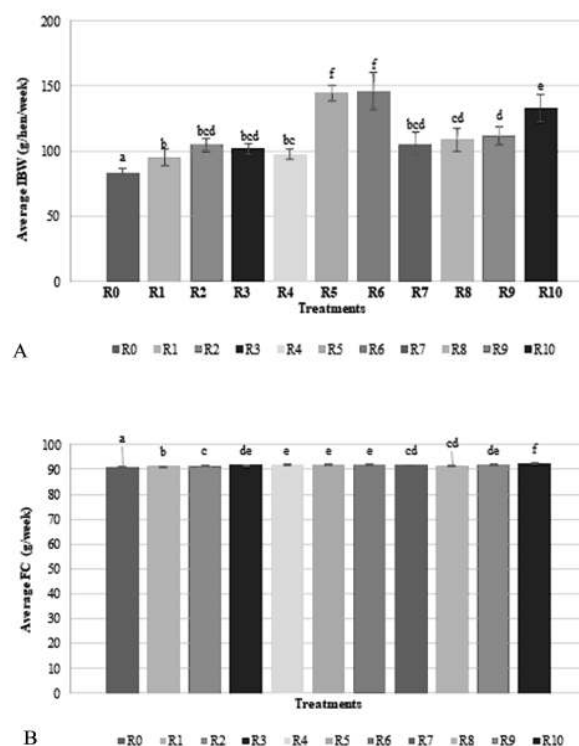 200
f f
150
e
Average IBW (g/hen/week)
bcd bcd bcd cd d
b bc
100
a
50
0
R0 R1 R2 R3 R4 R5 R6 R7 R8 R9 R10
Treatments
A
R0 R1 R2 R3 R4 R5 R6 R7 R8 R9 R10
a b c de e e e cd cd de f
100
90
80
70
60
50
40
30
20
10
0
Average FC (g/week)
Treatments
B
R0 R1 R2 R3 R4 R5 R6 R7 R8 R9 R10